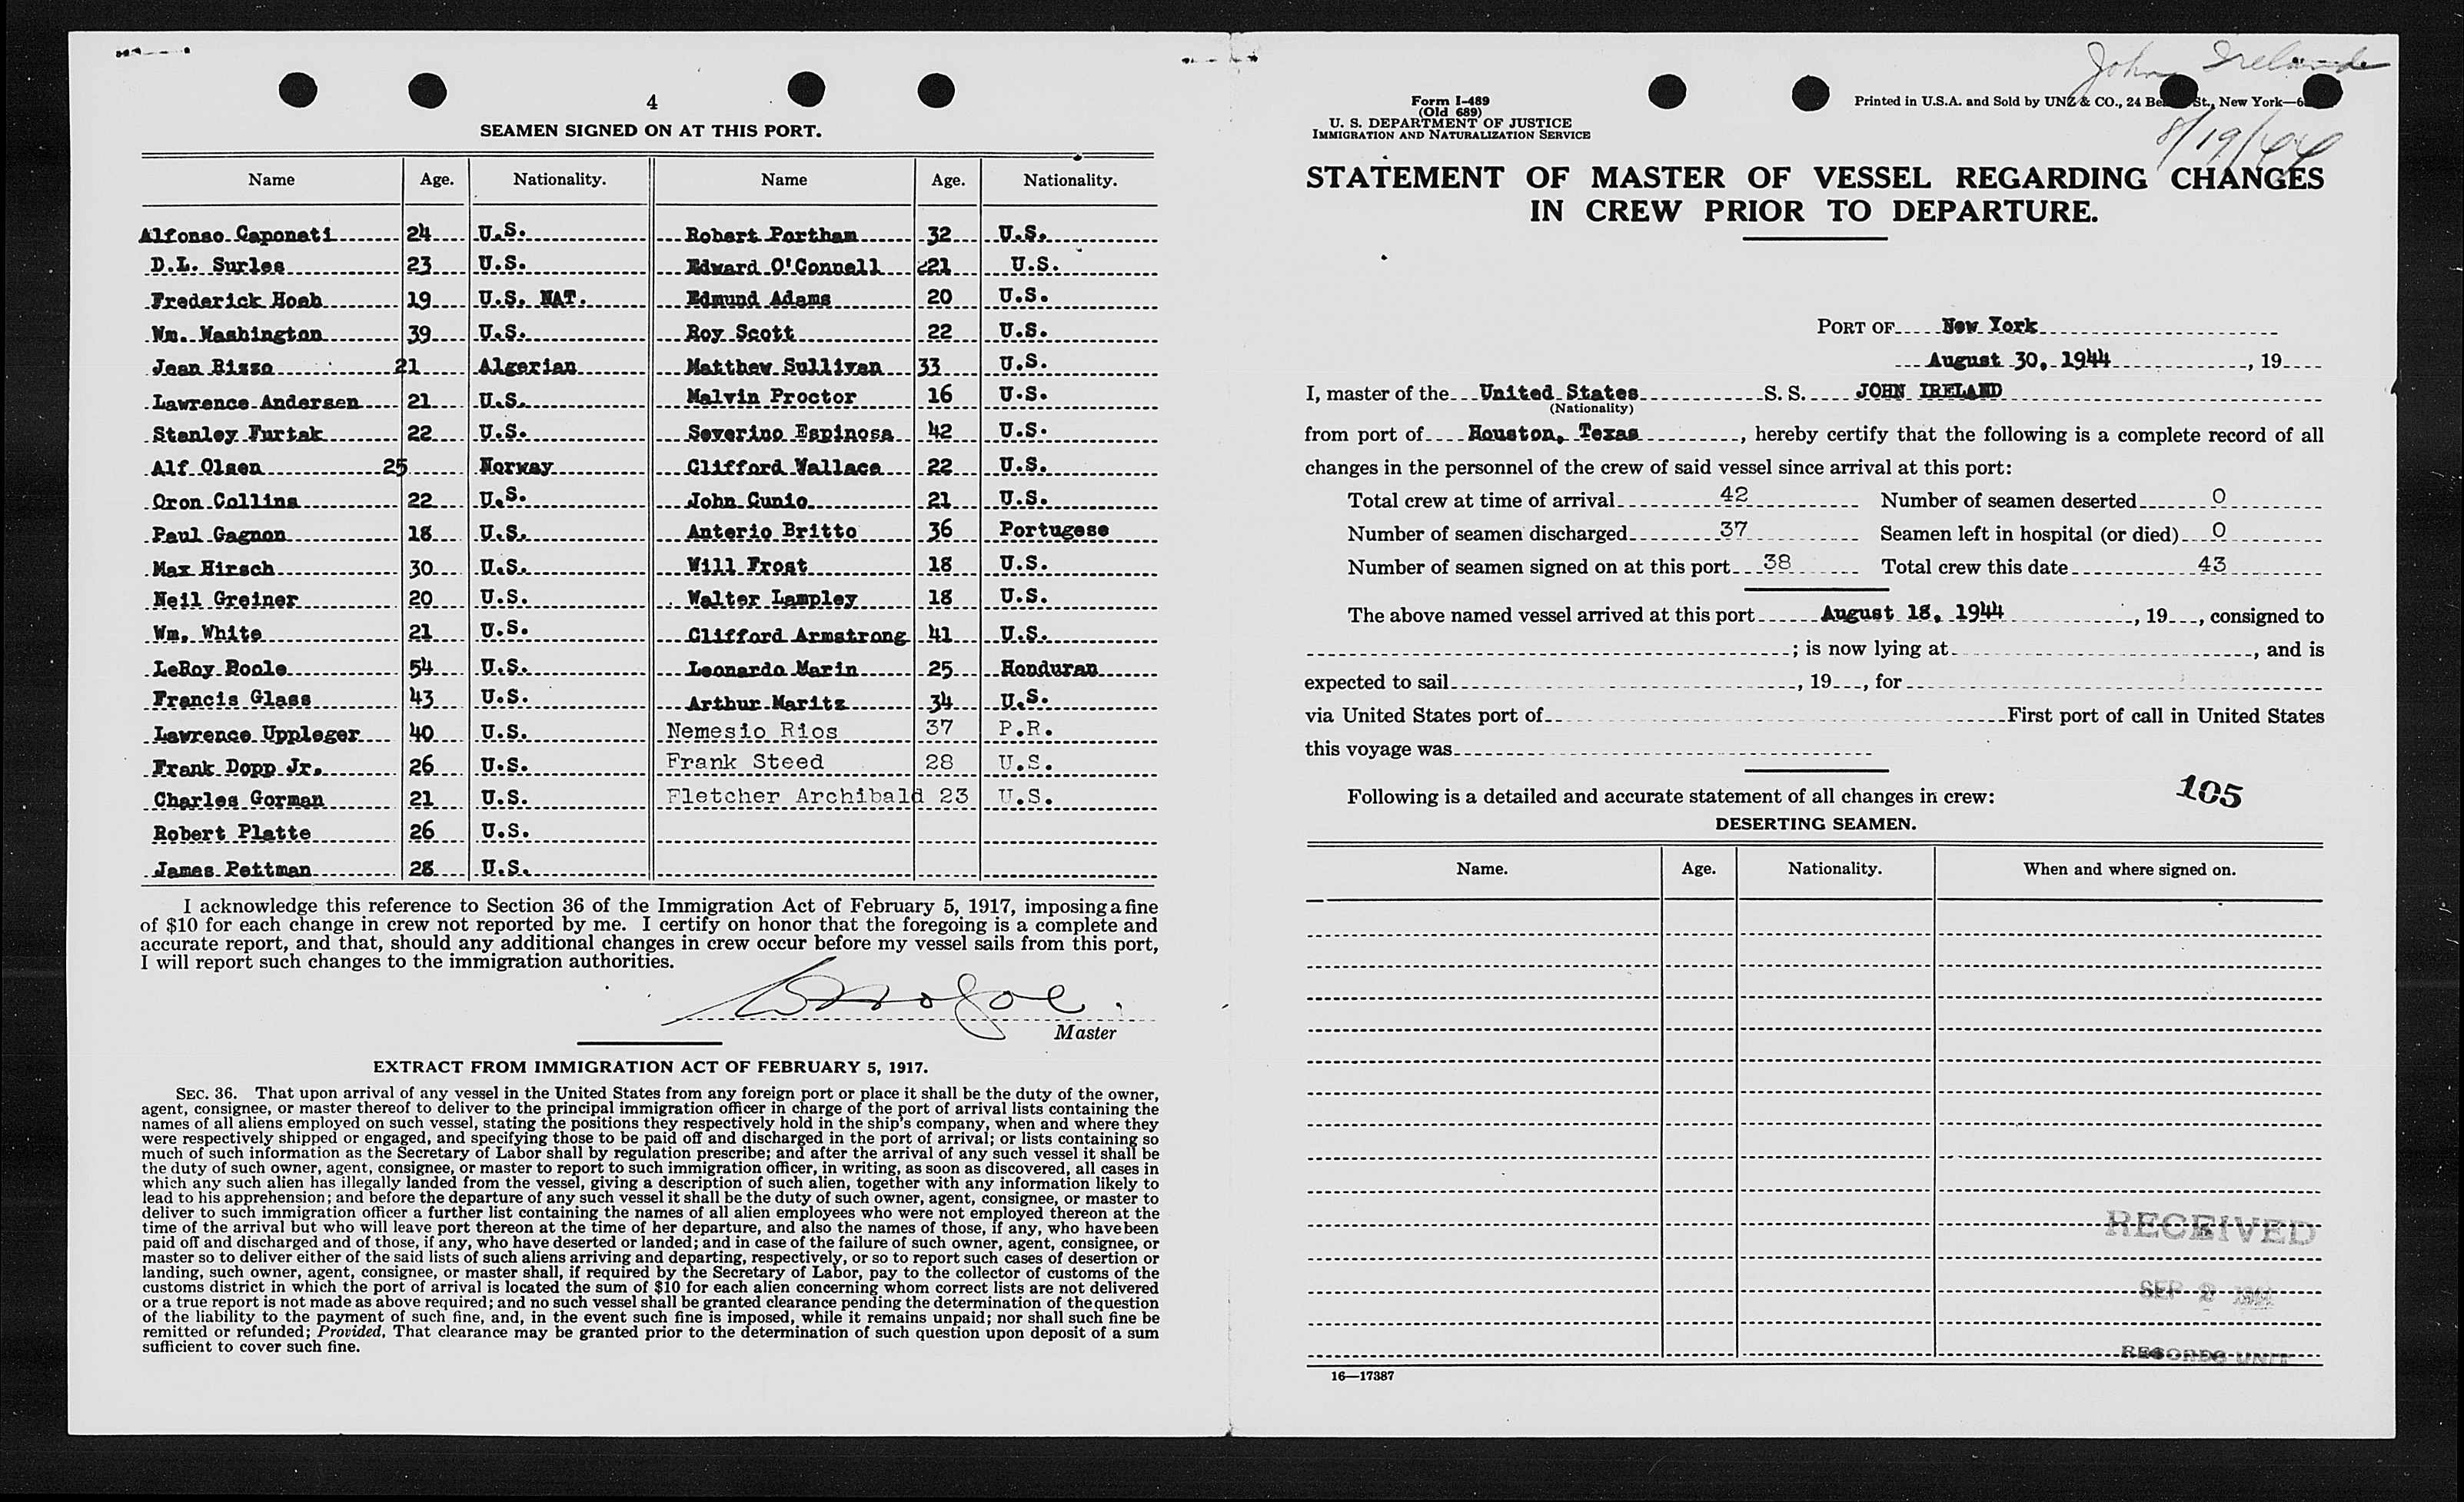 4
SEAMEN SIGNED ON AT THIS PORT.
Name Age. Nationality. Name Age. Nationality.
Alfonso Caponeti 24 U.S. Robert Portham 32 U.S.
D.L. Surles 23 U.S. Edward O'Connell 21 U.S.
Frederick Hoah 19 U.S. NAT. Edmund Adams 20 U.S.
Wm. Washington 39 U.S. Roy Scott 22 U.S.
Jean Rizzo 21 Algerian Matthew Sullivan 33 U.S.
Lawrence Andersen 21 U.S. Malvin Proctor 16 U.S.
Stanley Furtak 22 U.S. Severino Espinosa 42 U.S.
Alf Olsen 25 Norway Clifford Wallace 22 U.S.
Oron Collins 22 U.S. John Cunio 21 U.S.
Paul Gagnon 18 U.S. Anterio Britto 36 Portugese
Max Hirsch 30 U.S. Will Frost 18 U.S.
Neil Greiner 20 U.S. Walter Lampley 18 U.S.
Wm. White 21 U.S. Clifford Armstrong 41 U.S.
LeRoy Poole 54 U.S. Leonardo Marin 25 Honduran
Francis Glass 43 U.S. Arthur Maritz 34 U.S.
Lawrence Uppleger 40 U.S. Nemesio Rios 37 P.R.
Frank Dopp Jr. 26 U.S. Frank Steed 28 U.S.
Charles Gorman 21 U.S. Fletcher Archibald 23 U.S.
Robert Platte 26 U.S.
James Pettman 28 U.S.
I acknowledge this reference to Section 36 of the Immigration Act of February 5, 1917, imposing a fine
of $10 for each change in crew not reported by me. I certify on honor that the foregoing is a complete and
accurate report, and that, should any additional changes in crew occur before my vessel sails from this port,
I will report such changes to the immigration authorities.
Master
EXTRACT FROM IMMIGRATION ACT OF FEBRUARY 5, 1917.
SEC. 36. That upon arrival of any vessel in the United States from any foreign port or place it shall be the duty of the owner,
agent, consignee, or master thereof to deliver to the principal immigration officer in charge of the port of arrival lists containing the
names of all aliens employed on such vessel, stating the positions they respectively hold in the ship's company, when and where they
were respectively shipped or engaged, and specifying those to be paid off and discharged in the port of arrival; or lists containing so
much of such information as the Secretary of Labor shall by regulation prescribe; and after the arrival of any such vessel it shall be
the duty of such owner, agent, consignee, or master to report to such immigration officer, in writing, as soon as discovered, all cases in
which any such alien has illegally landed from the vessel, giving a description of such alien, together with any information likely to
lead to his apprehension; and before the departure of any such vessel it shall be the duty of such owner, agent, consignee, or master to
deliver to such immigration officer a further list containing the names of all alien employees who were not employed thereon at the
time of the arrival but who will leave port thereon at the time of her departure, and also the names of those, if any, who have been
paid off and discharged and of those, if any, who have deserted or landed; and in case of the failure of such owner, agent, consignee, or
master so to deliver either of the said lists of such aliens arriving and departing, respectively, or so to report such cases of desertion or
landing, such owner, agent, consignee, or master shall, if required by the Secretary of Labor, pay to the collector of customs of the
customs district in which the port of arrival is located the sum of $10 for each alien concerning whom correct lists are not delivered
or a true report is not made as above required; and no such vessel shall be granted clearance pending the determination of the question
of the liability to the payment of such fine, and, in the event such fine is imposed, while it remains unpaid; nor shall such fine be
remitted or refunded; Provided, That clearance may be granted prior to the determination of such question upon deposit of a sum
sufficient to cover such fine.
John Ireland
Form I-489
(Old 689)
U. S. DEPARTMENT OF JUSTICE
IMMIGRATION AND NATURALIZATION SERVICE
Printed in U.S.A. and Sold by UNZ & CO., 24 St., New York
8/19/44
STATEMENT OF MASTER OF VESSEL REGARDING CHANGES
IN CREW PRIOR TO DEPARTURE.
PORT OF New York
August 30, 1944, 19
I, master of the United States S. S. JOHN IRELAND
(Nationality)
from port of Houston, Texas, hereby certify that the following is a complete record of all
changes in the personnel of the crew of said vessel since arrival at this port:
Total crew at time of arrival 42 Number of seamen deserted 0
Number of seamen discharged 37 Seamen left in hospital (or died) 0
Number of seamen signed on at this port 38 Total crew this date 43
The above named vessel arrived at this port August 18, 1944, 19, consigned to
; is now lying at , and is
expected to sail , 19 , for
via United States port of First port of call in United States
this voyage was
105
Following is a detailed and accurate statement of all changes in crew:
DESERTING SEAMEN.
Name. Age. Nationality. When and where signed on.
RECEIVED
SEP 2
RECORDS UNIT
16—17387